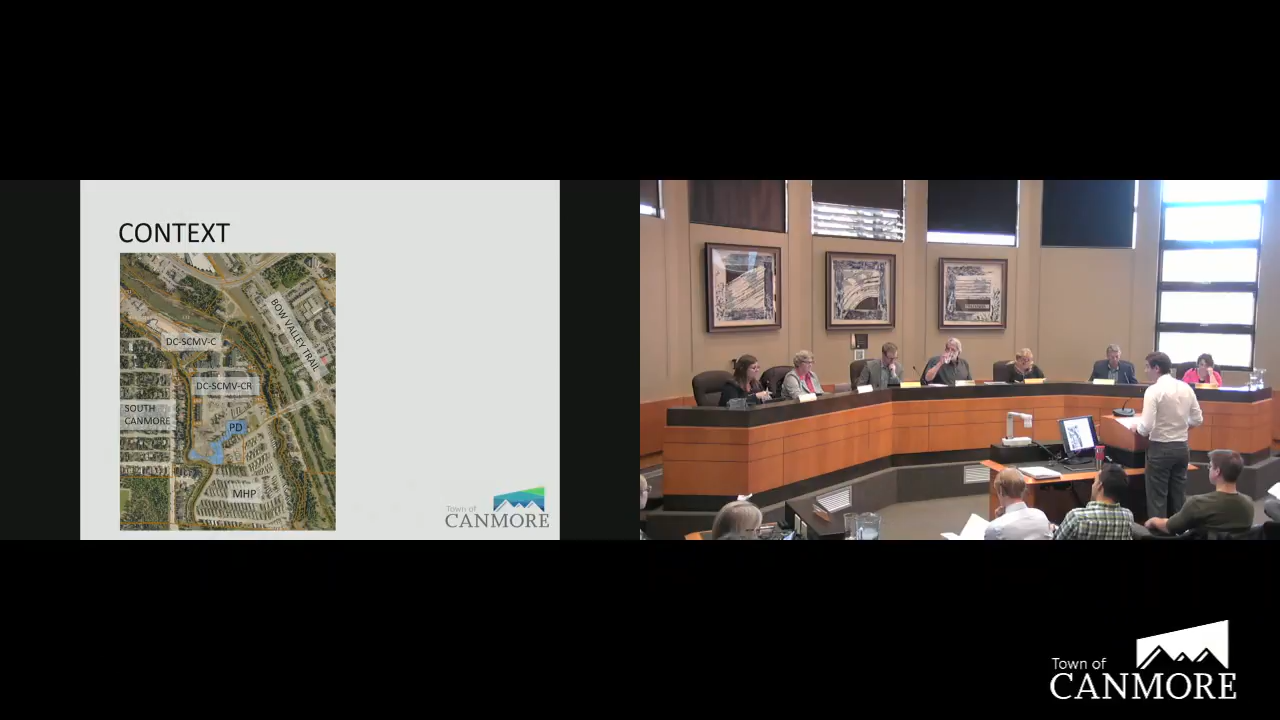 CONTEXT
BOW VALLEY TRAIL
DC-SCMV-C
DC-SCMV-CR
SOUTH
CANMORE
PD
MHP
Town of
CANMORE
Town of
CANMORE